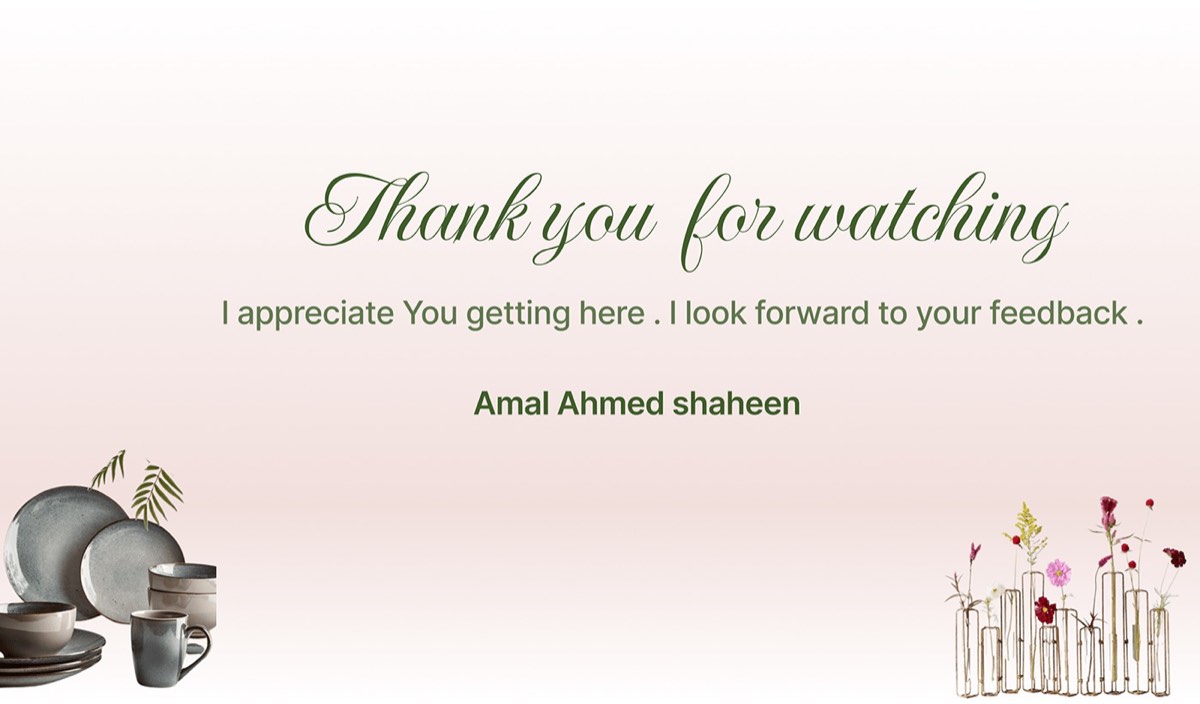 Thank you for watching
I appreciate You getting here . I look forward to your feedback .
Amal Ahmed shaheen